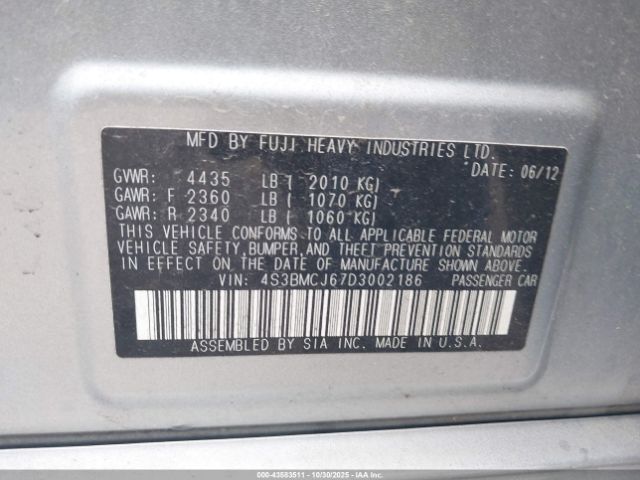 MFD BY FUJI HEAVY INDUSTRIES LTD.
DATE: 06/12
GVWR: 4435 LB ( 2010 KG)
GAWR: F 2360 LB ( 1070 KG)
GAWR: R 2340 LB ( 1060 KG)
THIS VEHICLE CONFORMS TO ALL APPLICABLE FEDERAL MOTOR
VEHICLE SAFETY,BUMPER,AND THEFT PREVENTION STANDARDS
IN EFFECT ON THE DATE OF MANUFACTURE SHOWN ABOVE.
VIN: 4S3BMCJ67D3002186 PASSENGER CAR
ASSEMBLED BY SIA INC. MADE IN U.S.A.
000-43583511 - 10/30/2025 - IAAI.com